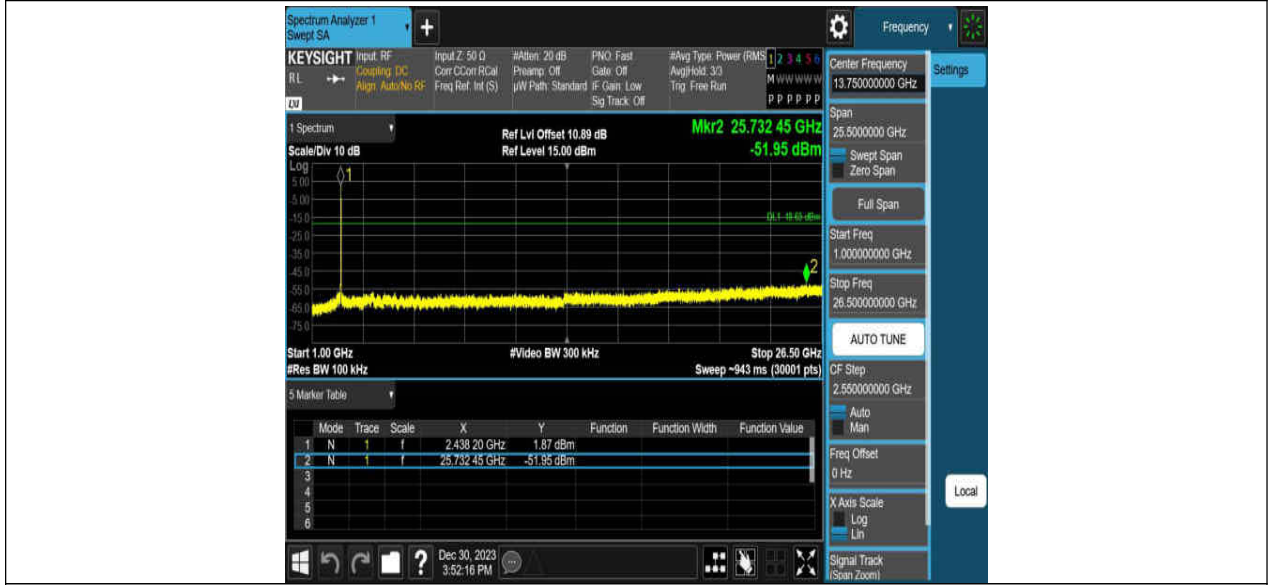 Spectrum Analyzer 1
Swept SA
+
Frequency
KEYSIGHT
RL
LXI
Input: RF
Coupling: DC
Align: Auto/No RF
Input Z: 50 Ω
Corr CCorr RCal
Freq Ref: Int (S)
#Atten: 20 dB
Preamp: Off
µW Path: Standard
PNO: Fast
Gate: Off
IF Gain: Low
Sig Track: Off
#Avg Type: Power (RMS
Avg|Hold: 3/3
Trig: Free Run
1 2 3 4 5 6
M W W W W W
P P P P P P
1 Spectrum
Scale/Div 10 dB
Ref Lvl Offset 10.89 dB
Ref Level 15.00 dBm
Mkr2 25.732 45 GHz
-51.95 dBm
Log
5.00
-5.00
-15.0
-25.0
-35.0
-45.0
-55.0
-65.0
-75.0
1
2
DL1 -18.63 dBm
Start 1.00 GHz
#Res BW 100 kHz
#Video BW 300 kHz
Stop 26.50 GHz
Sweep ~943 ms (30001 pts)
5 Marker Table
Mode Trace Scale X Y Function Function Width Function Value
1 N 1 f 2.438 20 GHz 1.87 dBm
2 N 1 f 25.732 45 GHz -51.95 dBm
3
4
5
6
?
Dec 30, 2023
3:52:16 PM
Center Frequency
13.750000000 GHz
Span
25.5000000 GHz
Swept Span
Zero Span
Full Span
Start Freq
1.000000000 GHz
Stop Freq
26.500000000 GHz
AUTO TUNE
CF Step
2.550000000 GHz
Auto
Man
Freq Offset
0 Hz
X Axis Scale
Log
Lin
Signal Track
(Span Zoom)
Settings
Local